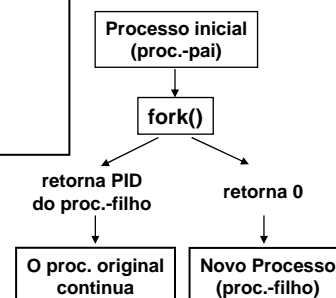 Processo inicial
(proc.-pai)
fork()
retorna PID
do proc.-filho
retorna 0
O proc. original
continua
Novo Processo
(proc.-filho)